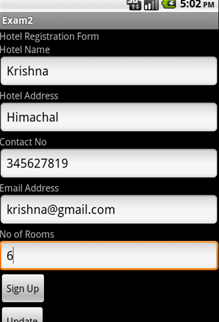 5:02 PM
Exam2
Hotel Registration Form
Hotel Name
Krishna
Hotel Address
Himachal
Contact No
345627819
Email Address
krishna@gmail.com
No of Rooms
6
Sign Up
Update